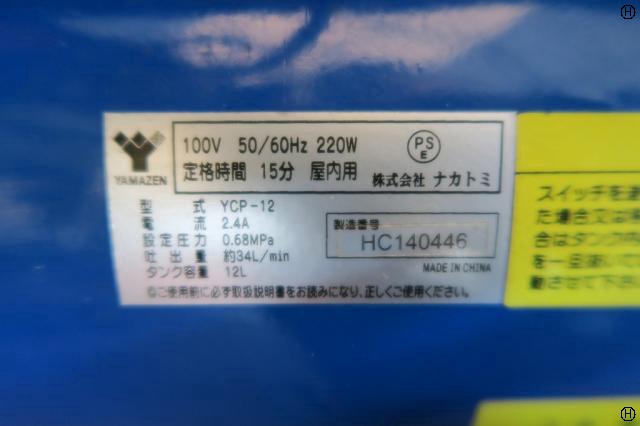 YAMAZEN
100V 50/60Hz 220W
定格時間 15分 屋内用
PS
E
株式会社 ナカトミ
型式 YCP-12
電流 2.4A
設定圧力 0.68MPa
吐出量 約34L/min
タンク容量 12L
製造番号
HC140446
MADE IN CHINA
◎ご使用前に必ず取扱説明書をお読みになり、正しくご使用ください。
スイッチを
た場合又は
合はタンク
を一旦抜いて
動させて下さ
H
H